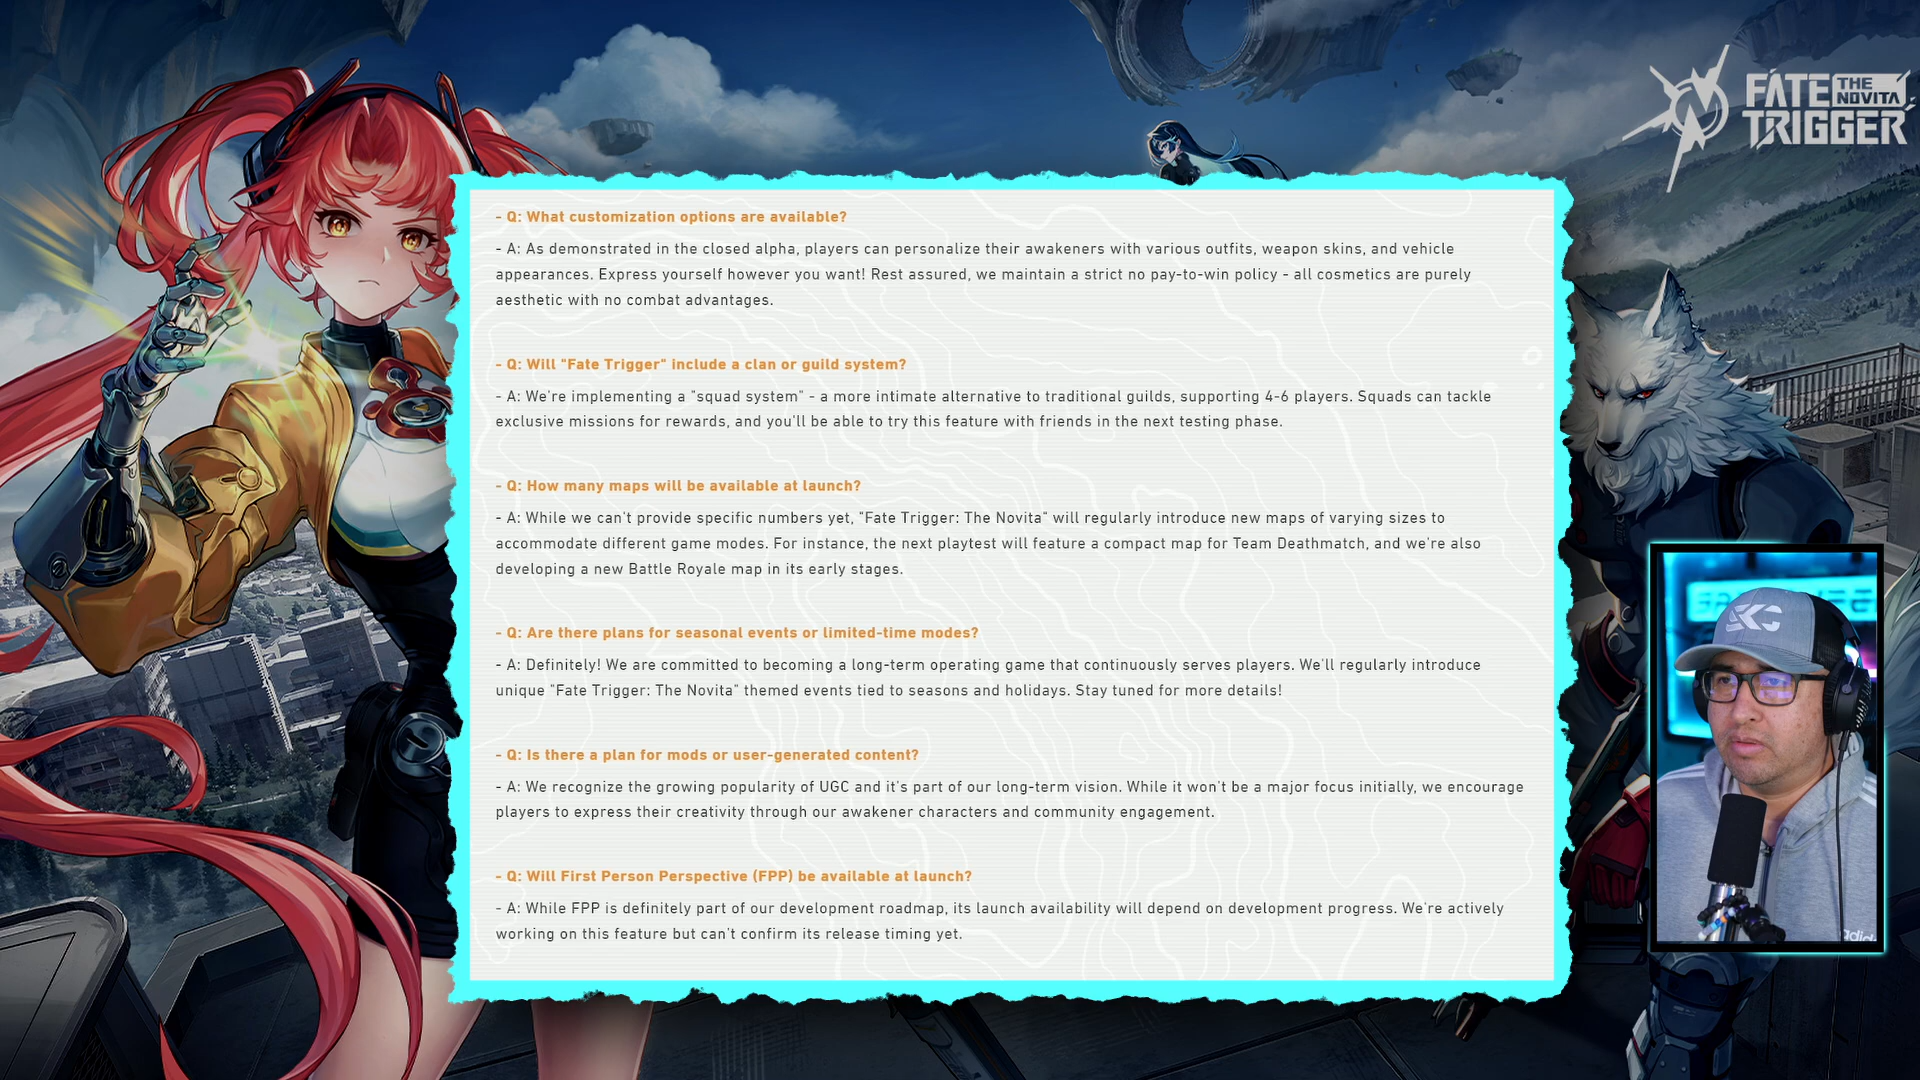 FATE THE
NOVITA
TRIGGER
- Q: What customization options are available?
- A: As demonstrated in the closed alpha, players can personalize their awakeners with various outfits, weapon skins, and vehicle
appearances. Express yourself however you want! Rest assured, we maintain a strict no pay-to-win policy - all cosmetics are purely
aesthetic with no combat advantages.
- Q: Will "Fate Trigger" include a clan or guild system?
- A: We're implementing a "squad system" - a more intimate alternative to traditional guilds, supporting 4-6 players. Squads can tackle
exclusive missions for rewards, and you'll be able to try this feature with friends in the next testing phase.
- Q: How many maps will be available at launch?
- A: While we can't provide specific numbers yet, "Fate Trigger: The Novita" will regularly introduce new maps of varying sizes to
accommodate different game modes. For instance, the next playtest will feature a compact map for Team Deathmatch, and we're also
developing a new Battle Royale map in its early stages.
- Q: Are there plans for seasonal events or limited-time modes?
- A: Definitely! We are committed to becoming a long-term operating game that continuously serves players. We'll regularly introduce
unique "Fate Trigger: The Novita" themed events tied to seasons and holidays. Stay tuned for more details!
- Q: Is there a plan for mods or user-generated content?
- A: We recognize the growing popularity of UGC and it's part of our long-term vision. While it won't be a major focus initially, we encourage
players to express their creativity through our awakener characters and community engagement.
- Q: Will First Person Perspective (FPP) be available at launch?
- A: While FPP is definitely part of our development roadmap, its launch availability will depend on development progress. We're actively
working on this feature but can't confirm its release timing yet.
SKG
adid